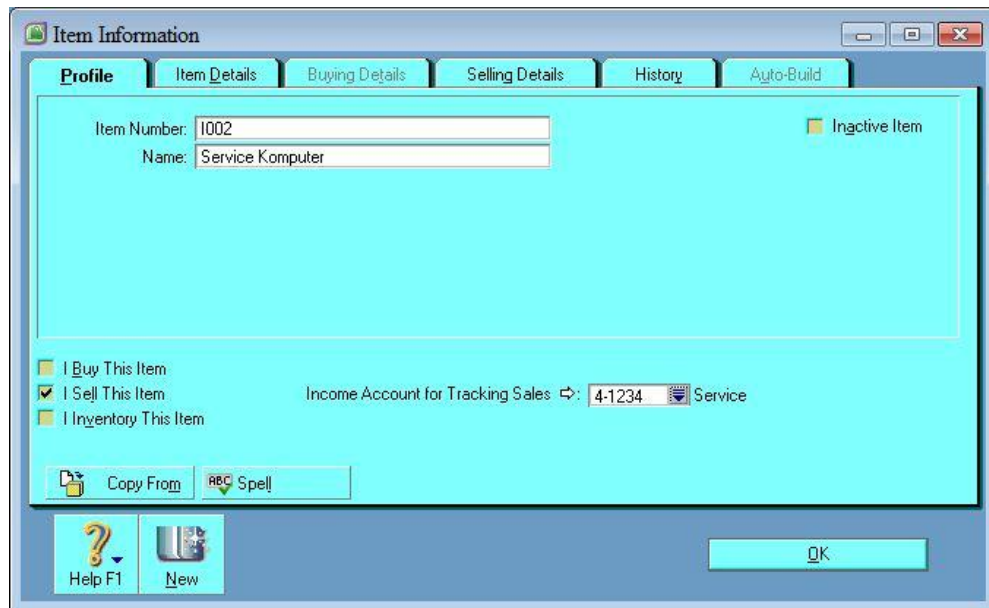 Item Information
Profile Item Details Buying Details Selling Details History Auto-Build
Item Number: I002 Inactive Item
Name: Service Komputer
I Buy This Item
I Sell This Item Income Account for Tracking Sales ⇨: 4-1234 Service
I Inventory This Item
Copy From ABC Spell
Help F1 New OK